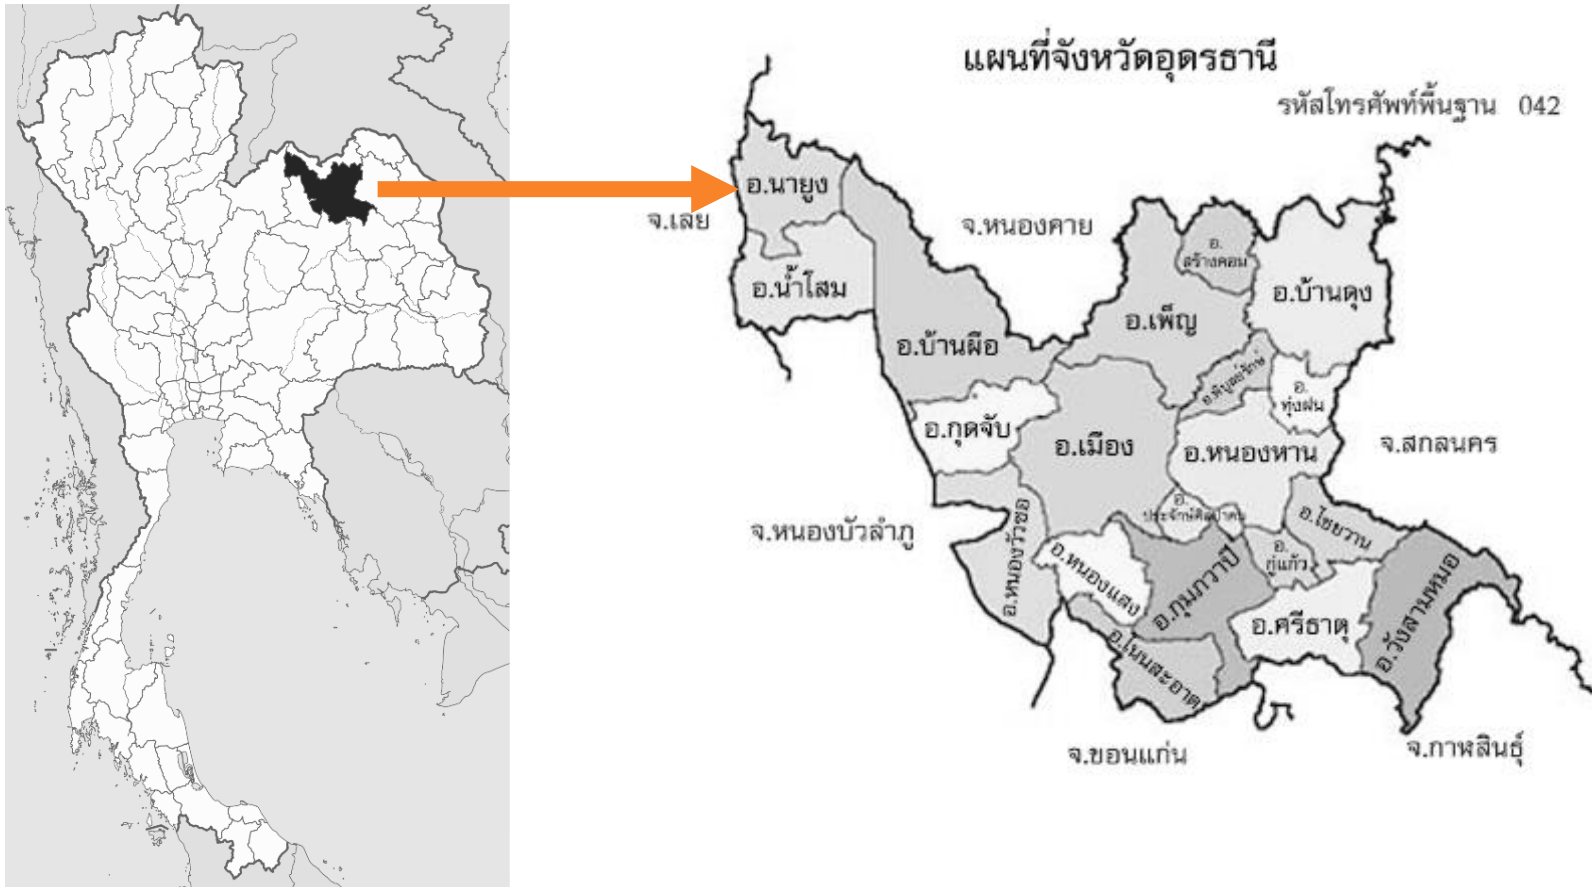 แผนที่จังหวัดอุดรธานี
รหัสโทรศัพท์พื้นฐาน 042
อ.นายูง
จ.เลย
จ.หนองคาย
อ.
สร้างคอม
อ.น้ำโสม
อ.บ้านดุง
อ.เพ็ญ
อ.บ้านผือ
อ.พิบูลย์รักษ์
อ.
ทุ่งฝน
อ.กุดจับ
อ.เมือง
อ.หนองหาน
จ.สกลนคร
อ.
ประจักษ์ศิลปาคม
อ.ไชยวาน
จ.หนองบัวลำภู
อ.หนองวัวซอ
อ.หนองแสง
อ.กุมภวาปี
อ.
กู่แก้ว
อ.ศรีธาตุ
อ.วังสามหมอ
อ.โนนสะอาด
จ.ขอนแก่น
จ.กาฬสินธุ์